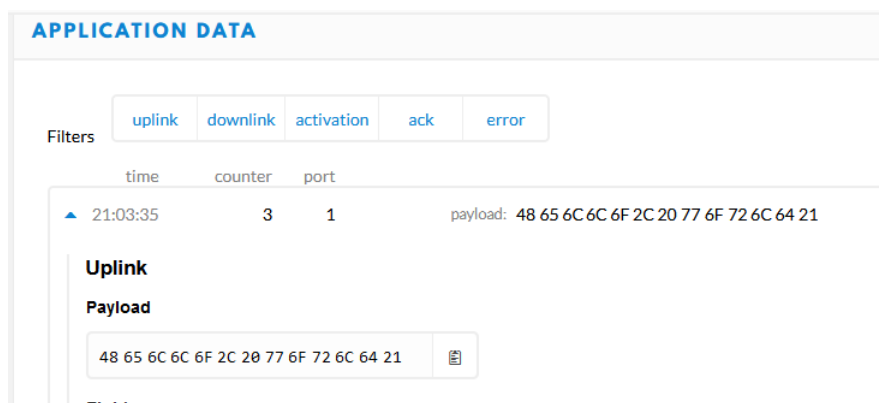 APPLICATION DATA
Filters uplink downlink activation ack error
time counter port
21:03:35 3 1 payload: 48 65 6C 6C 6F 2C 20 77 6F 72 6C 64 21
Uplink
Payload
48 65 6C 6C 6F 2C 20 77 6F 72 6C 64 21